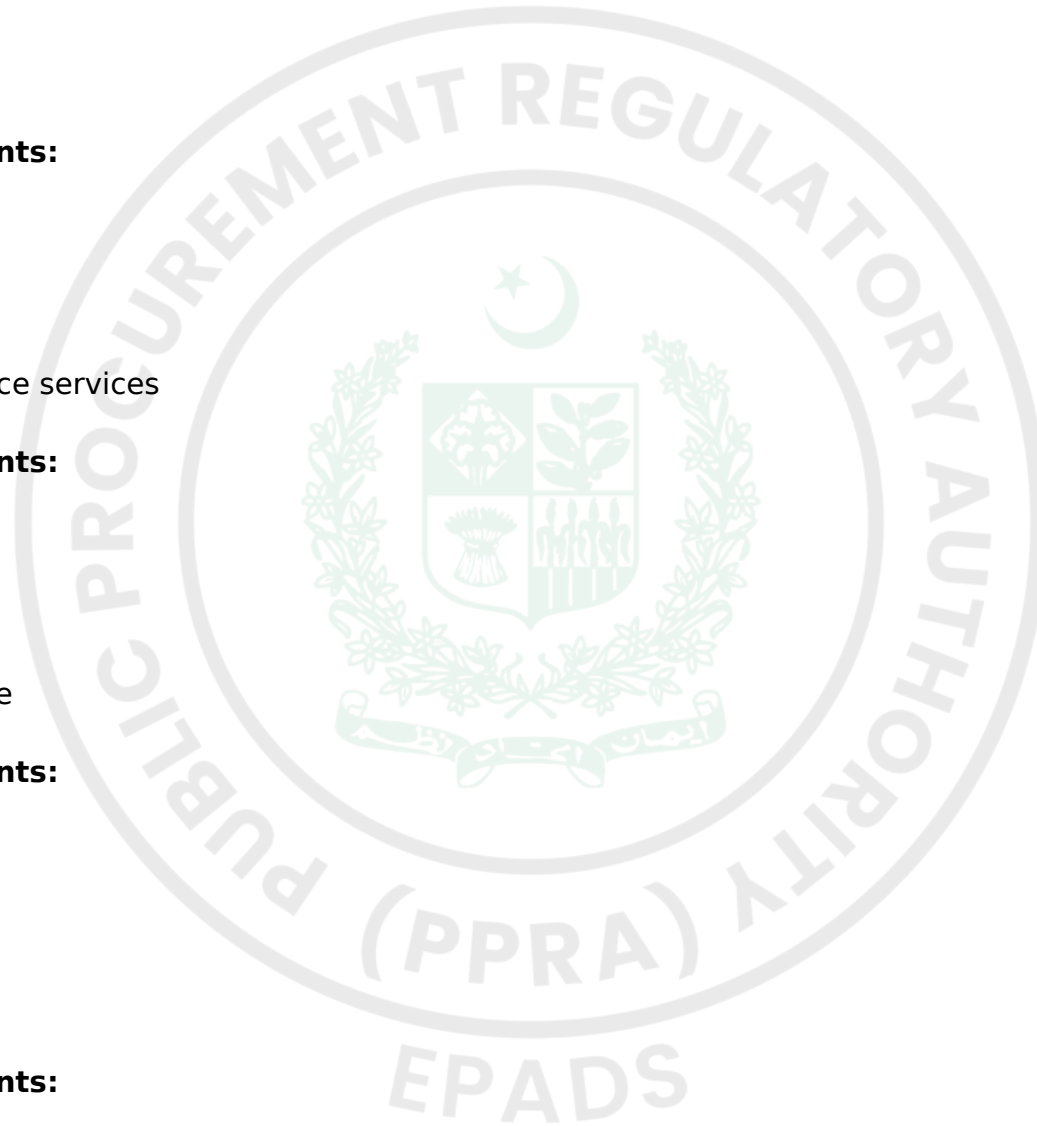 PUBLIC PROCUREMENT REGULATORY AUTHORITY
nts:
ce services
nts:
e
nts:
(PPRA)
EPADS
nts: